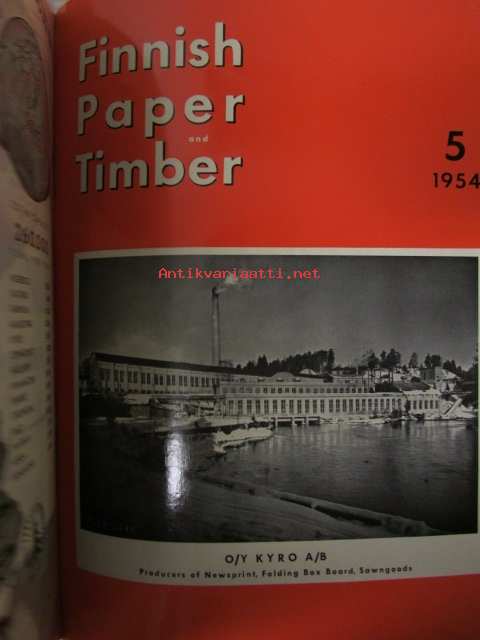 Finnish
Paper
and
Timber
5
1954
Antikvariaatti.net
O/Y KYRO A/B
Producers of Newsprint, Folding Box Board, Sawngoods